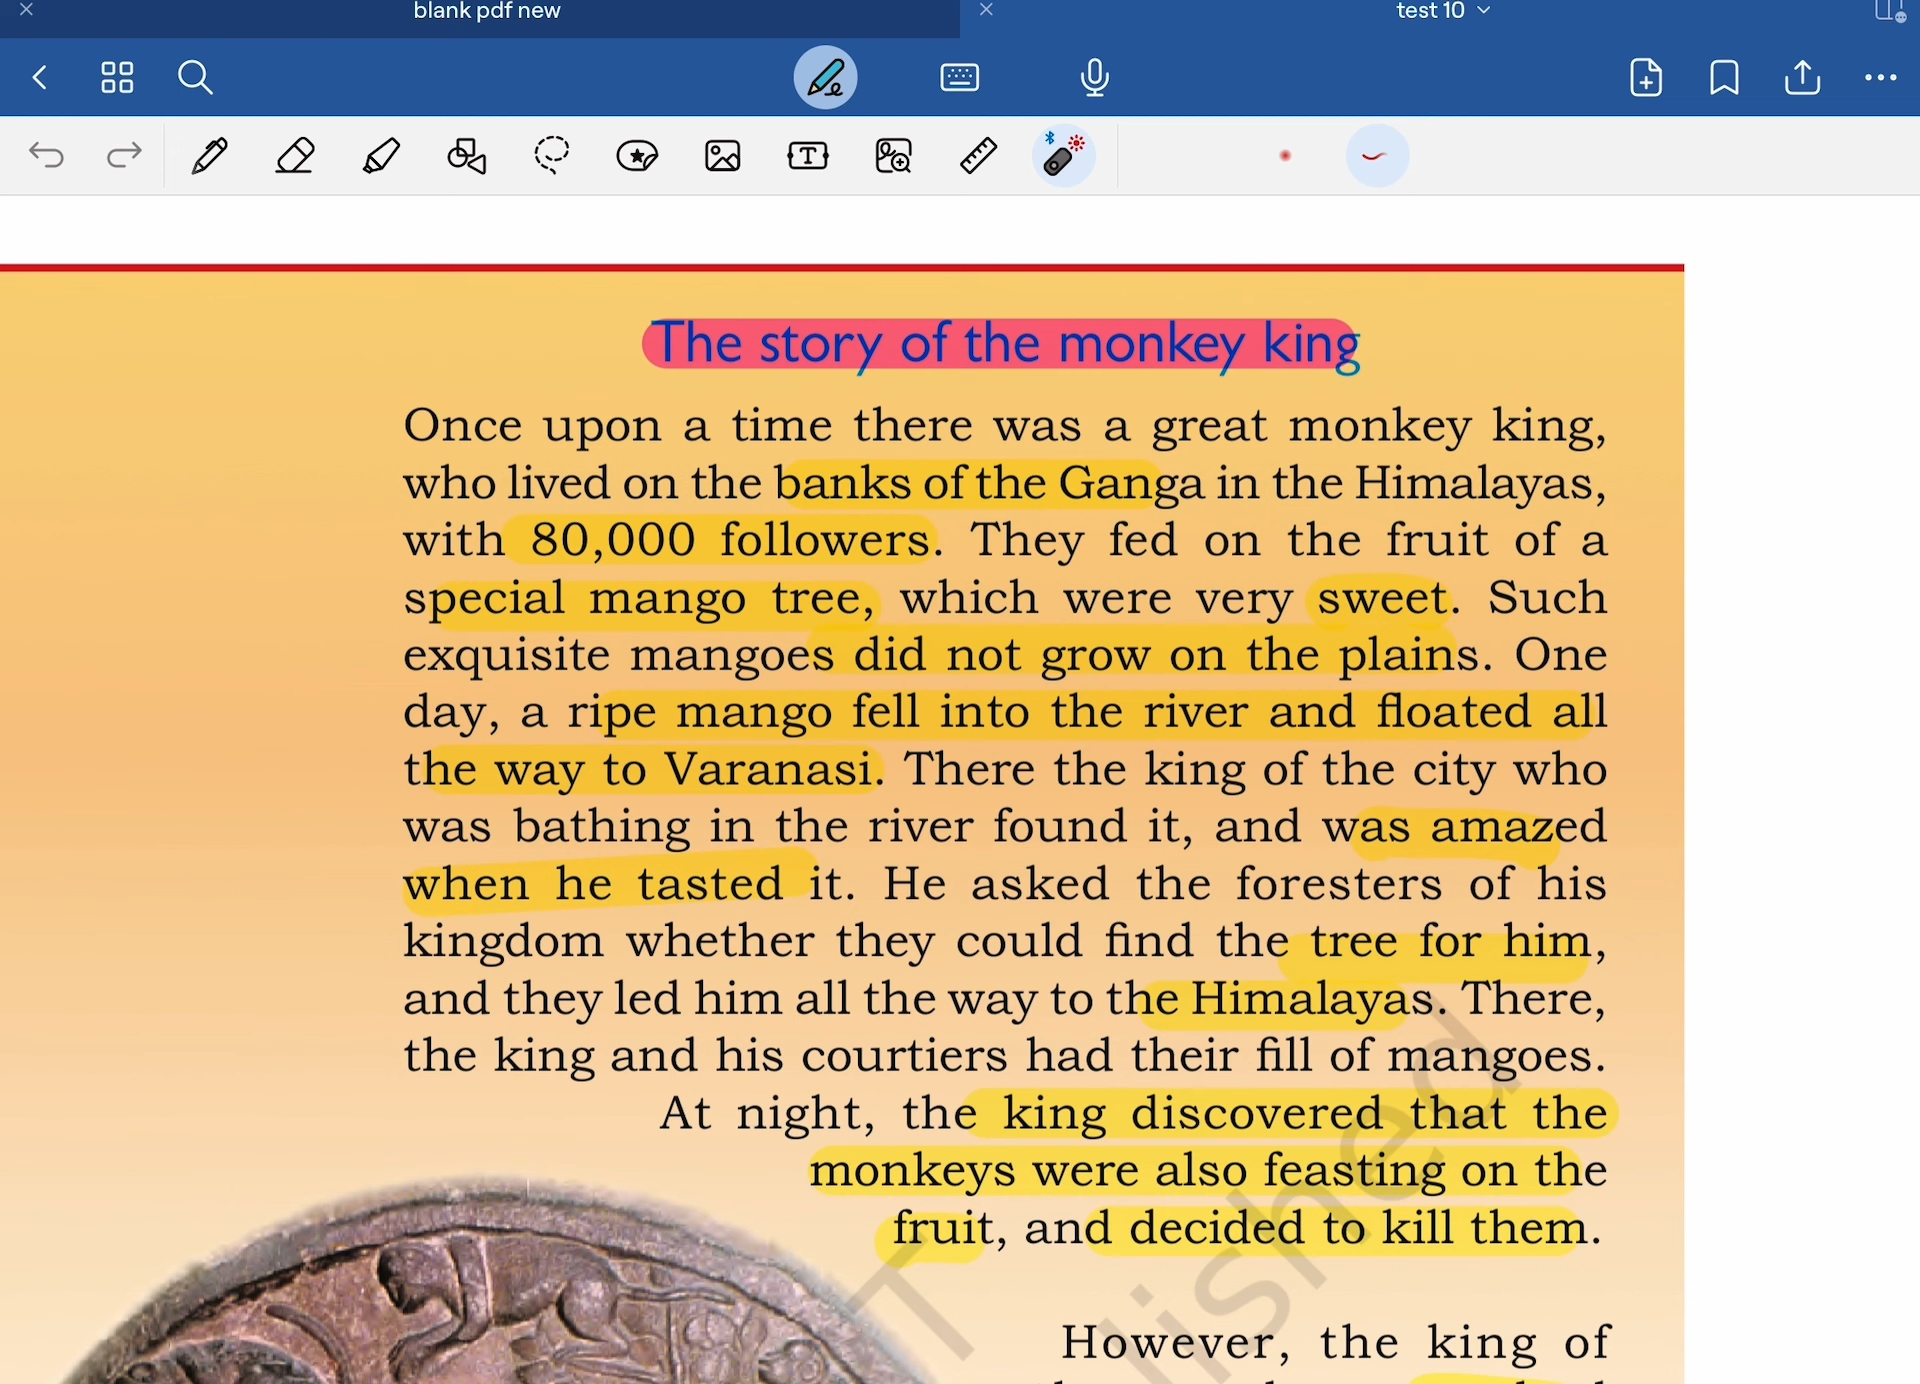 blank pdf new
test 10
The story of the monkey king
Once upon a time there was a great monkey king,
who lived on the banks of the Ganga in the Himalayas,
with 80,000 followers. They fed on the fruit of a
special mango tree, which were very sweet. Such
exquisite mangoes did not grow on the plains. One
day, a ripe mango fell into the river and floated all
the way to Varanasi. There the king of the city who
was bathing in the river found it, and was amazed
when he tasted it. He asked the foresters of his
kingdom whether they could find the tree for him,
and they led him all the way to the Himalayas. There,
the king and his courtiers had their fill of mangoes.
At night, the king discovered that the
monkeys were also feasting on the
fruit, and decided to kill them.
However, the king of